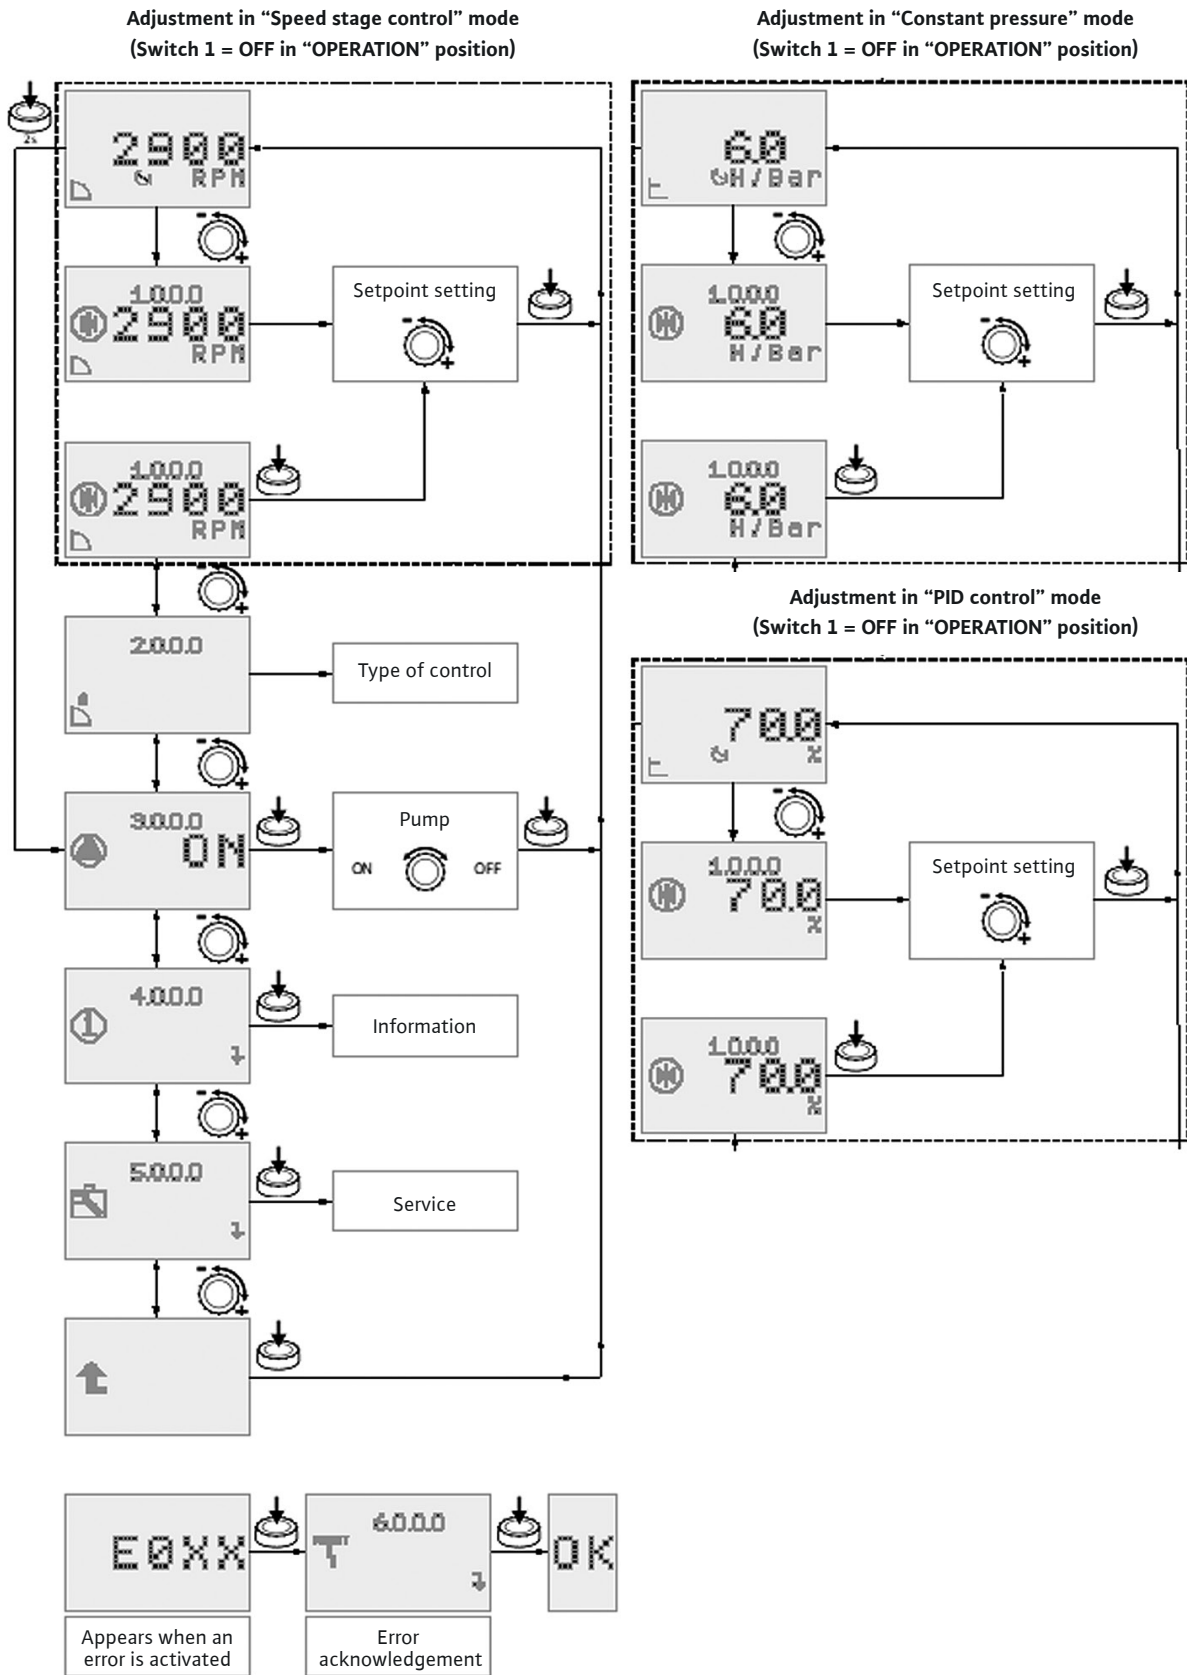 Adjustment in “Speed stage control” mode
(Switch 1 = OFF in “OPERATION” position)
2s
2900
RPM
- +
1.0.0.0
2900
RPM
Setpoint setting
- +
1.0.0.0
2900
RPM
- +
2.0.0.0
Type of control
- +
3.0.0.0
ON
Pump
ON OFF
- +
4.0.0.0
1
Information
- +
5.0.0.0
Service
- +
E0XX
Appears when an
error is activated
6.0.0.0
RESET
Error
acknowledgement
OK
Adjustment in “Constant pressure” mode
(Switch 1 = OFF in “OPERATION” position)
6.0
H/Bar
- +
1.0.0.0
6.0
H/Bar
Setpoint setting
- +
1.0.0.0
6.0
H/Bar
Adjustment in “PID control” mode
(Switch 1 = OFF in “OPERATION” position)
70.0
%
- +
1.0.0.0
70.0
%
Setpoint setting
- +
1.0.0.0
70.0
%